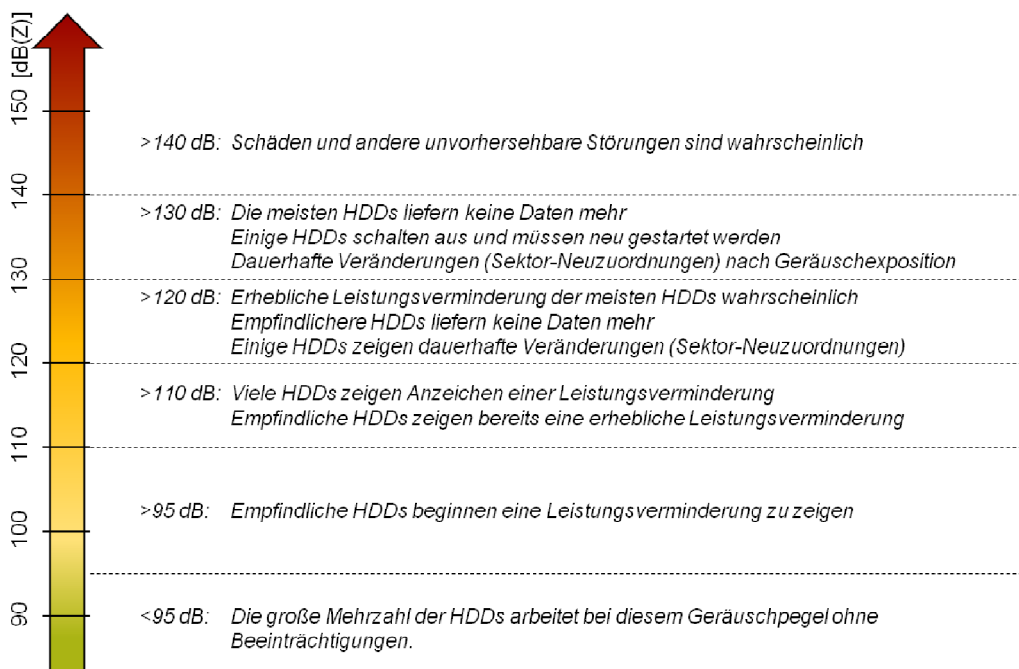 [dB(Z)]
150
>140 dB: Schäden und andere unvorhersehbare Störungen sind wahrscheinlich
140
>130 dB: Die meisten HDDs liefern keine Daten mehr
Einige HDDs schalten aus und müssen neu gestartet werden
Dauerhafte Veränderungen (Sektor-Neuzuordnungen) nach Geräuschexposition
130
>120 dB: Erhebliche Leistungsverminderung der meisten HDDs wahrscheinlich
Empfindlichere HDDs liefern keine Daten mehr
Einige HDDs zeigen dauerhafte Veränderungen (Sektor-Neuzuordnungen)
120
>110 dB: Viele HDDs zeigen Anzeichen einer Leistungsverminderung
Empfindliche HDDs zeigen bereits eine erhebliche Leistungsverminderung
110
>95 dB: Empfindliche HDDs beginnen eine Leistungsverminderung zu zeigen
100
<95 dB: Die große Mehrzahl der HDDs arbeitet bei diesem Geräuschpegel ohne
90
Beeinträchtigungen.